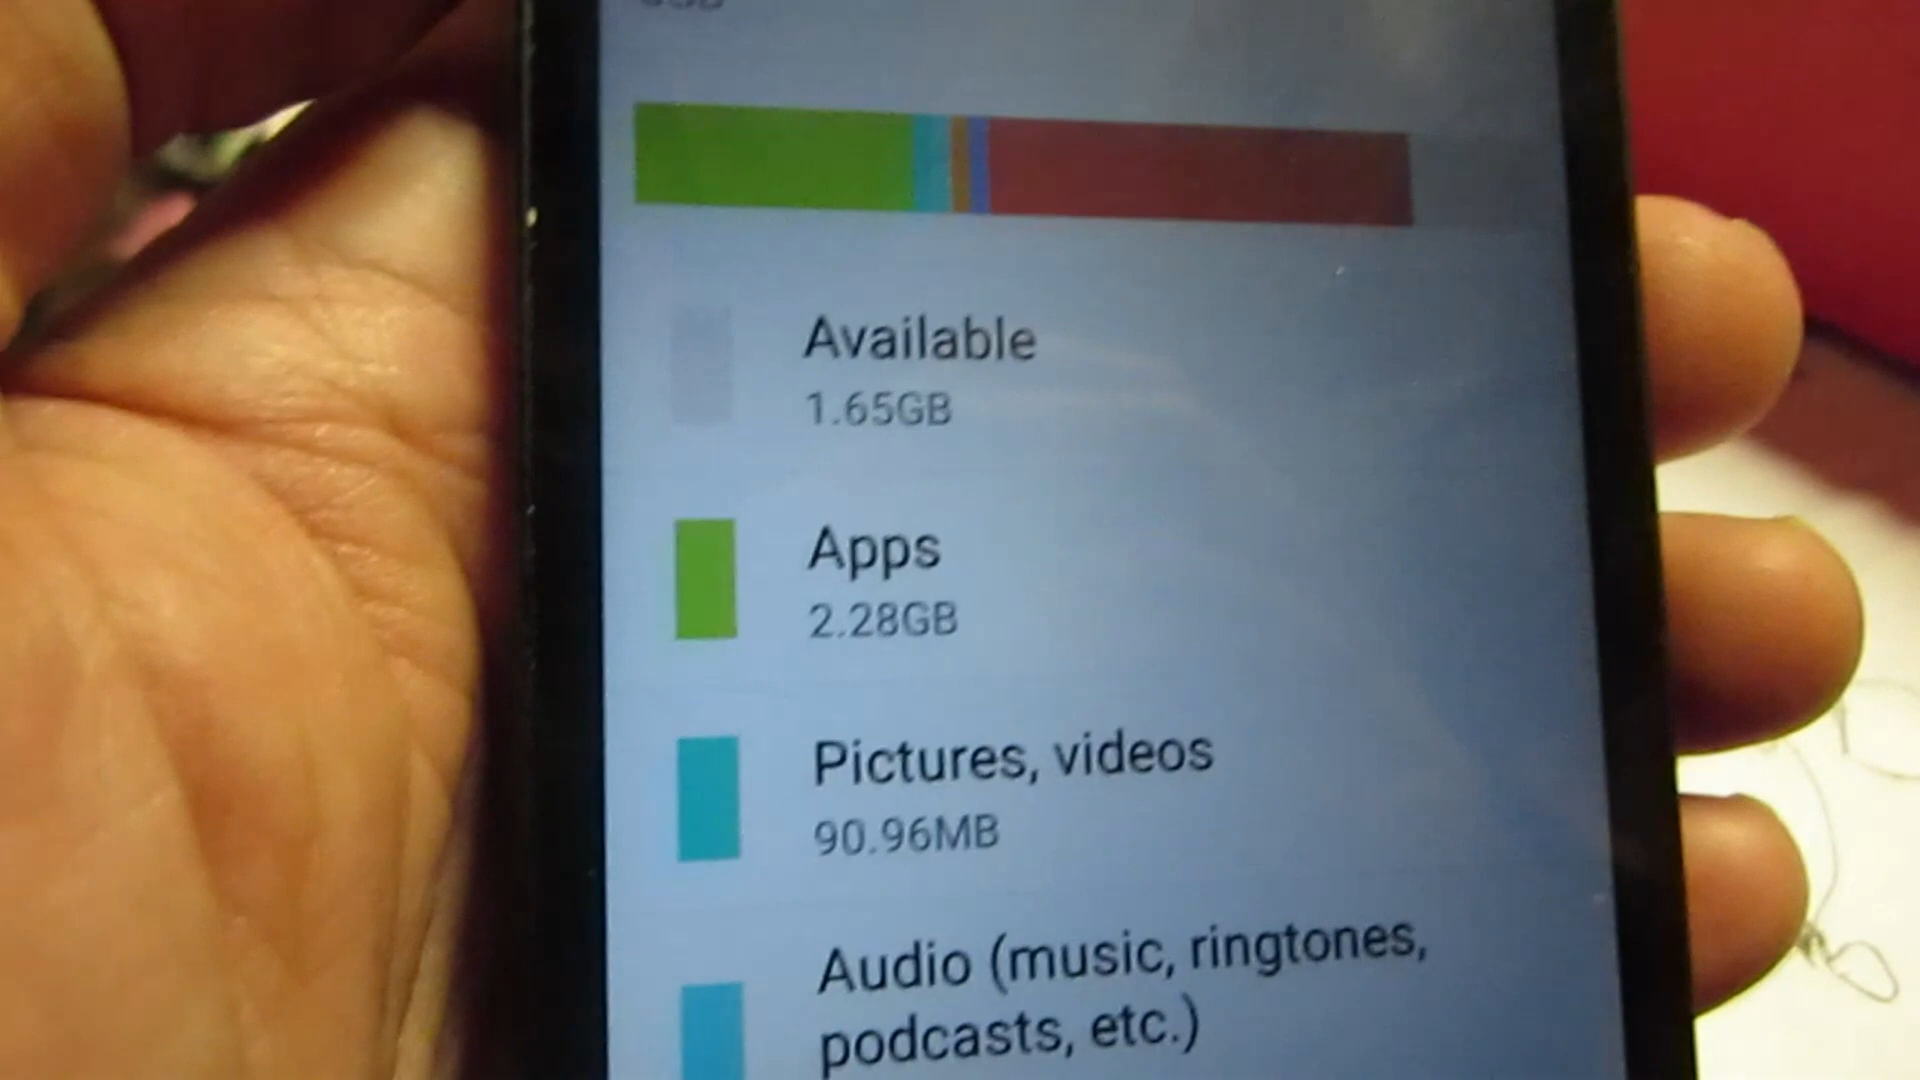 Available
1.65GB
Apps
2.28GB
Pictures, videos
90.96MB
Audio (music, ringtones,
podcasts, etc.)